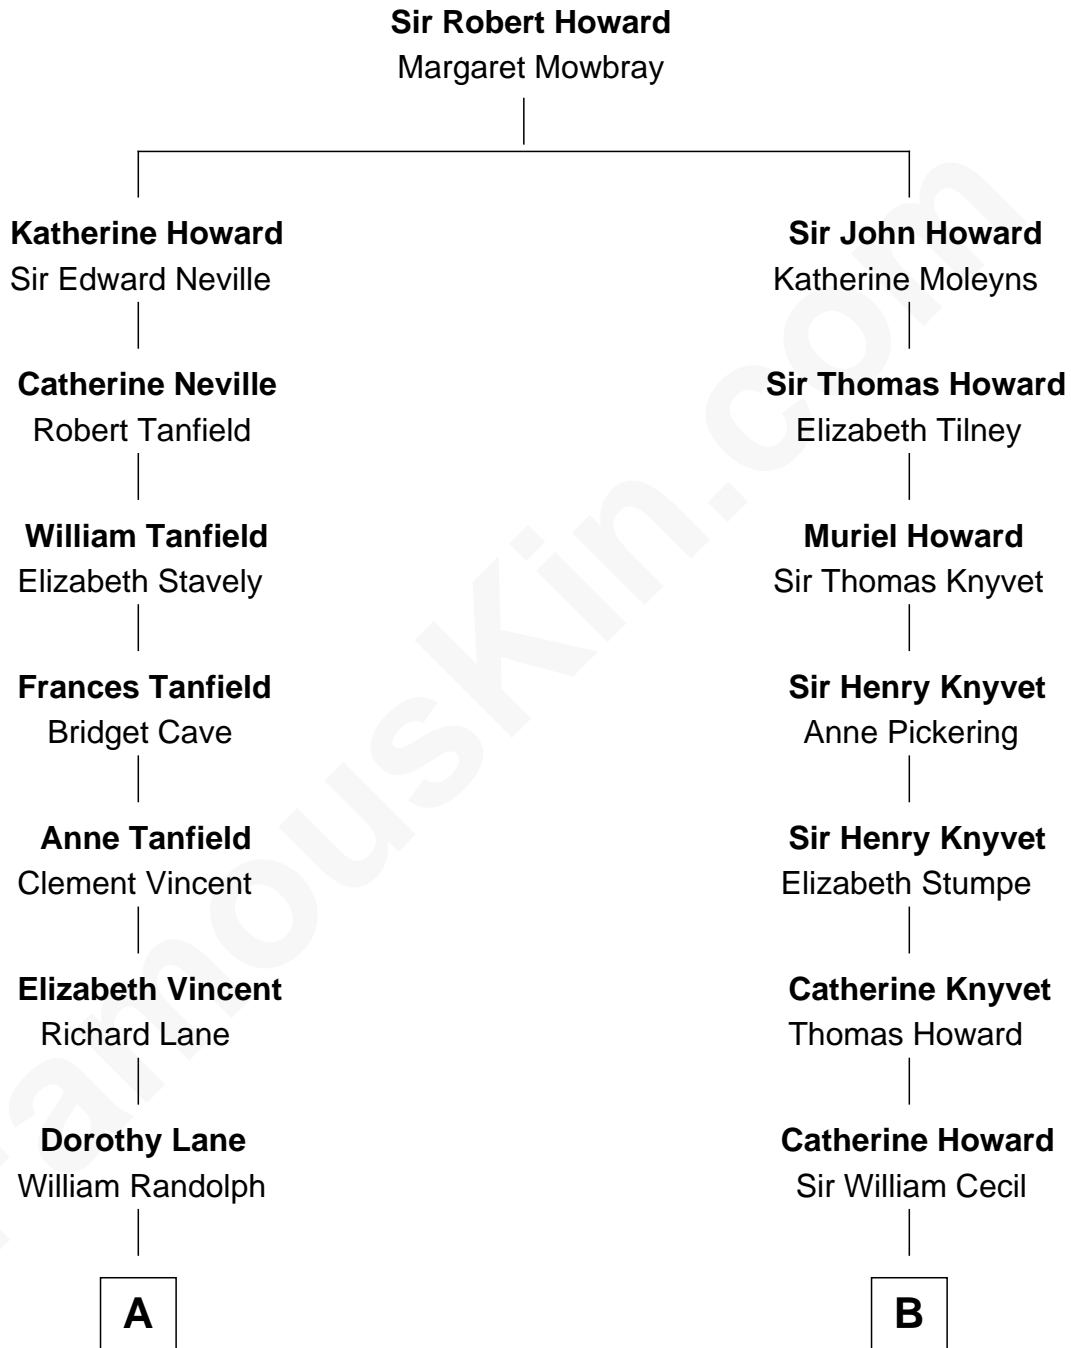 Sir Robert Howard
Margaret Mowbray
Katherine Howard
Sir Edward Neville
Sir John Howard
Katherine Moleyns
Catherine Neville
Robert Tanfield
Sir Thomas Howard
Elizabeth Tilney
William Tanfield
Elizabeth Stavely
Muriel Howard
Sir Thomas Knyvet
Frances Tanfield
Bridget Cave
Sir Henry Knyvet
Anne Pickering
Anne Tanfield
Clement Vincent
Sir Henry Knyvet
Elizabeth Stumpe
Elizabeth Vincent
Richard Lane
Catherine Knyvet
Thomas Howard
Dorothy Lane
William Randolph
Catherine Howard
Sir William Cecil
A
B
FamousKin.com